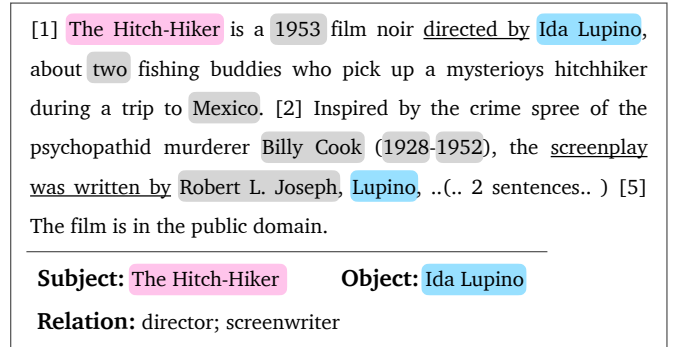 [1] The Hitch-Hiker is a 1953 film noir directed by Ida Lupino,
about two fishing buddies who pick up a mysterioys hitchhiker
during a trip to Mexico. [2] Inspired by the crime spree of the
psychopathid murderer Billy Cook (1928-1952), the screenplay
was written by Robert L. Joseph, Lupino, ..(.. 2 sentences.. ) [5]
The film is in the public domain.
Subject: The Hitch-Hiker Object: Ida Lupino
Relation: director; screenwriter